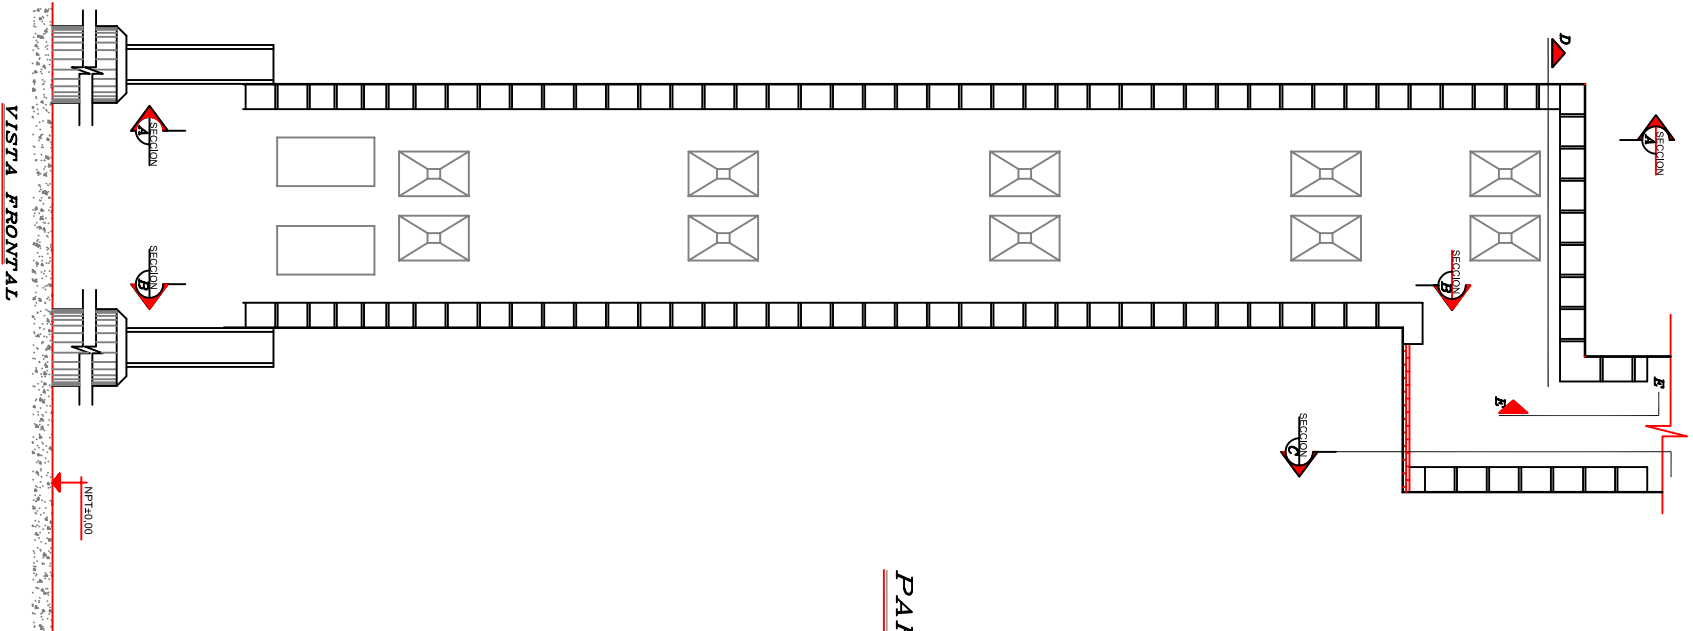 D
SECCION
A
SECCION
A
SECCION
B
SECCION
B
E
E
SECCION
C
NPT±0,00
VISTA FRONTAL